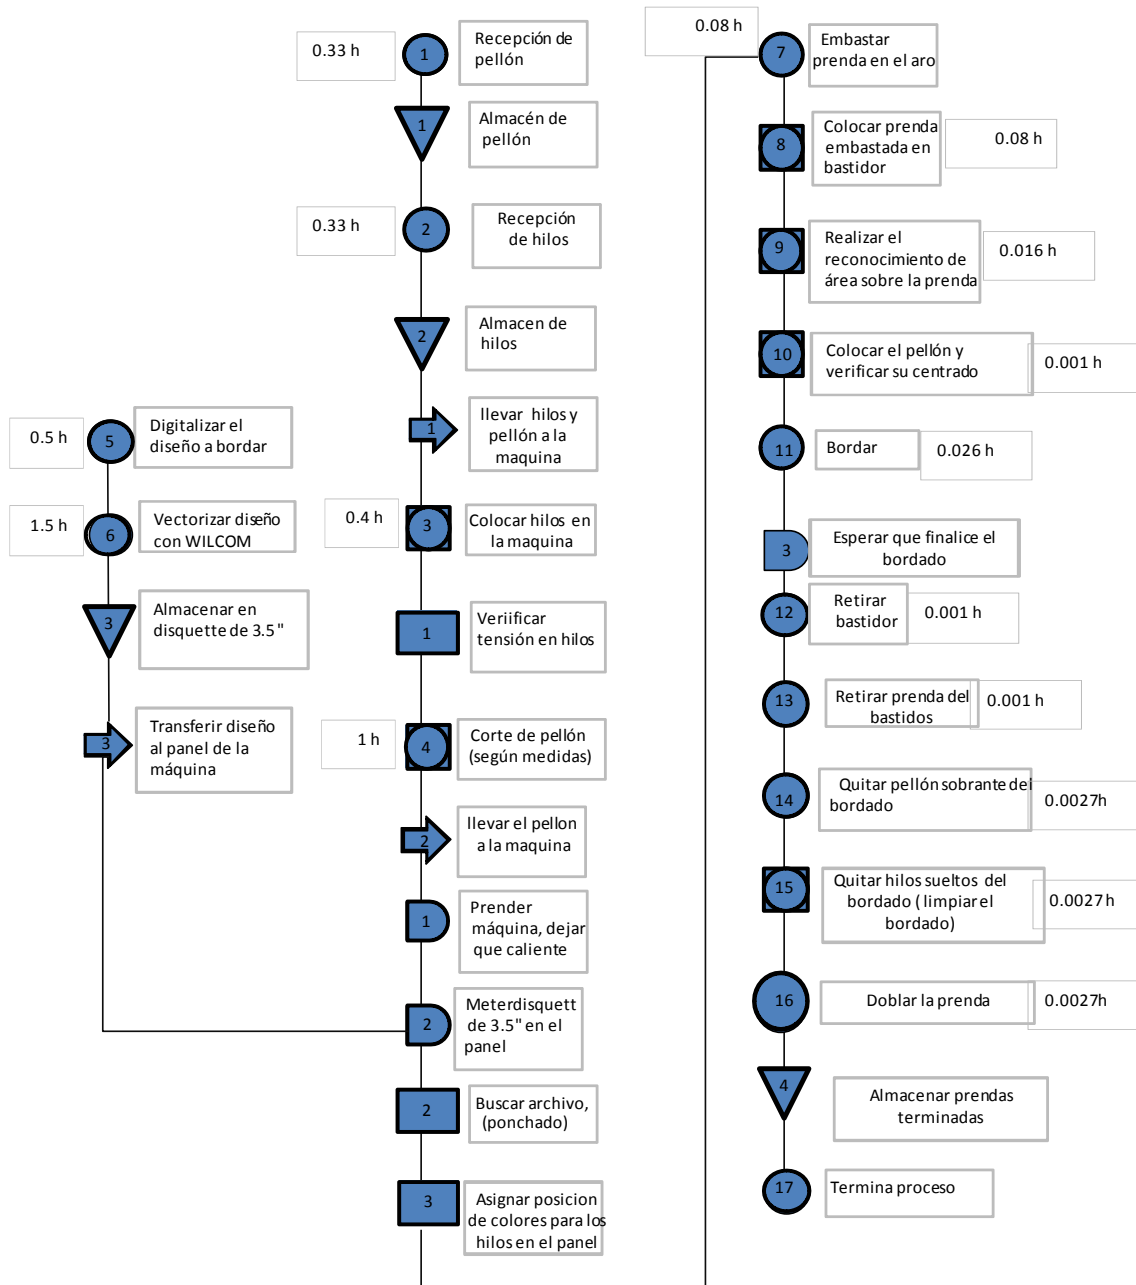 0.33 h
1
Recepción de
pellón
1
Almacén de
pellón
0.33 h
2
Recepción
de hilos
2
Almacen de
hilos
1
llevar hilos y
pellón a la
maquina
0.4 h
3
Colocar hilos en
la maquina
1
Veriificar
tensión en hilos
1 h
4
Corte de pellón
(según medidas)
2
llevar el pellon
a la maquina
1
Prender
máquina, dejar
que caliente
2
Meterdisquett
de 3.5" en el
panel
2
Buscar archivo,
(ponchado)
3
Asignar posicion
de colores para los
hilos en el panel
0.5 h
5
Digitalizar el
diseño a bordar
1.5 h
6
Vectorizar diseño
con WILCOM
3
Almacenar en
disquette de 3.5"
3
Transferir diseño
al panel de la
máquina
0.08 h
7
Embastar
prenda en el aro
8
Colocar prenda
embastada en
bastidor
0.08 h
9
Realizar el
reconocimiento de
área sobre la prenda
0.016 h
10
Colocar el pellón y
verificar su centrado
0.001 h
11
Bordar
0.026 h
3
Esperar que finalice el
bordado
12
Retirar
bastidor
0.001 h
13
Retirar prenda del
bastidos
0.001 h
14
Quitar pellón sobrante del
bordado
0.0027h
15
Quitar hilos sueltos del
bordado ( limpiar el
bordado)
0.0027 h
16
Doblar la prenda
0.0027h
4
Almacenar prendas
terminadas
17
Termina proceso